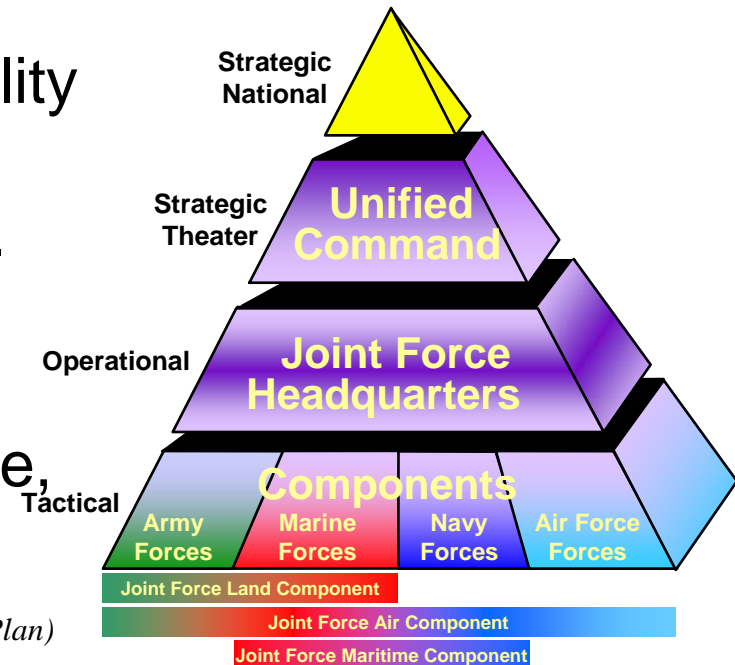 Strategic
National
lity
Strategic
Theater
Unified
Command
.
Operational
Joint Force
Headquarters
e,
Tactical
Components
Army
Forces
Marine
Forces
Navy
Forces
Air Force
Forces
Joint Force Land Component
Joint Force Air Component
Plan)
Joint Force Maritime Component